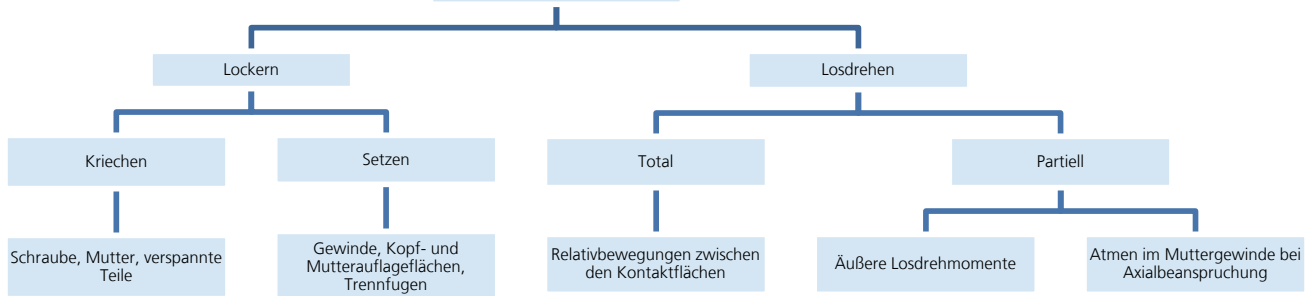 Lockern
Losdrehen
Kriechen
Setzen
Total
Partiell
Schraube, Mutter, verspannte
Teile
Gewinde, Kopf- und
Mutterauflageflächen,
Trennfugen
Relativbewegungen zwischen
den Kontaktflächen
Äußere Losdrehmomente
Atmen im Muttergewinde bei
Axialbeanspruchung